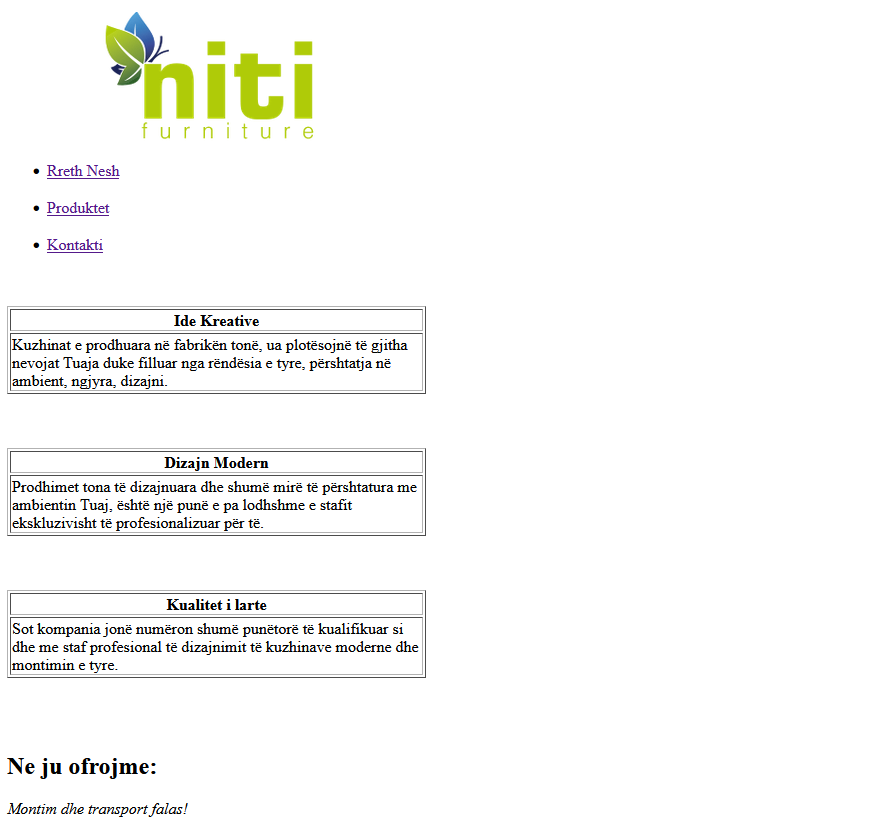 niti
furniture
Rreth Nesh
Produktet
Kontakti
Ide Kreative
Kuzhinat e prodhuara në fabrikën tonë, ua plotësojnë të gjitha
nevojat Tuaja duke filluar nga rëndësia e tyre, përshtatja në
ambient, ngjyra, dizajni.
Dizajn Modern
Prodhimet tona të dizajnuara dhe shumë mirë të përshtatura me
ambientin Tuaj, është një punë e pa lodhshme e stafit
ekskluzivisht të profesionalizuar për të.
Kualitet i larte
Sot kompania jonë numëron shumë punëtorë të kualifikuar si
dhe me staf profesional të dizajnimit të kuzhinave moderne dhe
montimin e tyre.
Ne ju ofrojme:
Montim dhe transport falas!